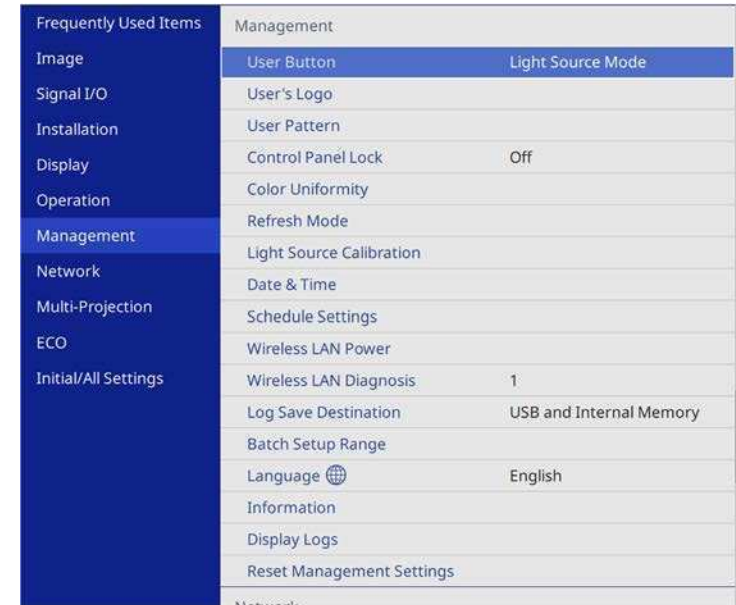 Frequently Used Items
Image
Signal I/O
Installation
Display
Operation
Management
Network
Multi-Projection
ECO
Initial/All Settings
Management
User Button Light Source Mode
User's Logo
User Pattern
Control Panel Lock Off
Color Uniformity
Refresh Mode
Light Source Calibration
Date & Time
Schedule Settings
Wireless LAN Power
Wireless LAN Diagnosis 1
Log Save Destination USB and Internal Memory
Batch Setup Range
Language English
Information
Display Logs
Reset Management Settings
Network